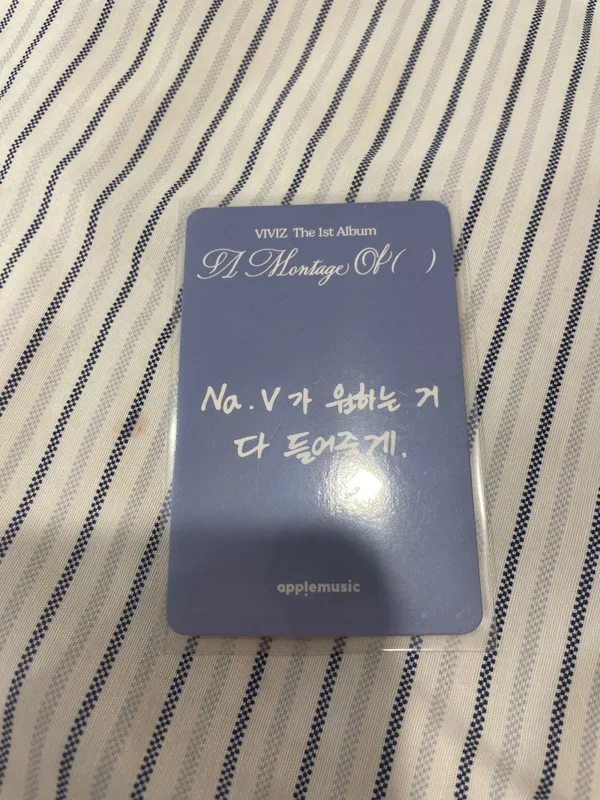 VIVIZ The 1st Album
A Montage Of ( )
Na.V가 원하는 거
다 들어줄게.
applemusic